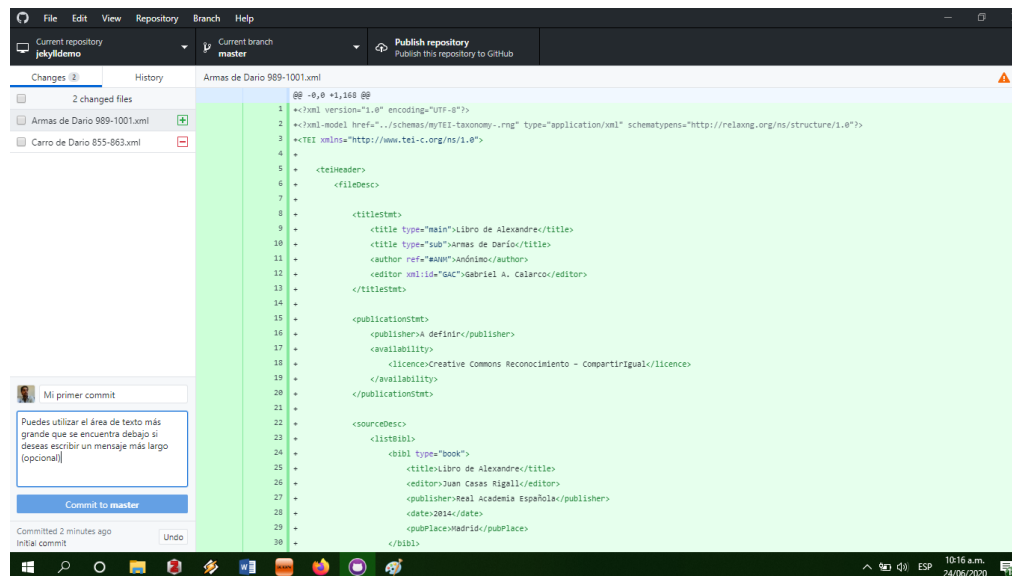 File Edit View Repository Branch Help
Current repository
jekylldemo
Current branch
master
Publish repository
Publish this repository to GitHub
Changes 2 History
2 changed files
Armas de Dario 989-1001.xml
Carro de Dario 855-863.xml
Armas de Dario 989-1001.xml
@@ -0,0 +1,168 @@
1 +<?xml version="1.0" encoding="UTF-8"?>
2 +<?xml-model href="../schemas/myTEI-taxonomy-.rng" type="application/xml" schematypens="http://relaxng.org/ns/structure/1.0"?>
3 +<TEI xmlns="http://www.tei-c.org/ns/1.0">
4 +
5 + <teiHeader>
6 + <fileDesc>
7 +
8 + <titleStmt>
9 + <title type="main">Libro de Alexandre</title>
10 + <title type="sub">Armas de Darío</title>
11 + <author ref="#ANM">Anónimo</author>
12 + <editor xml:id="GAC">Gabriel A. Calarco</editor>
13 + </titleStmt>
14 +
15 + <publicationStmt>
16 + <publisher>A definir</publisher>
17 + <availability>
18 + <licence>Creative Commons Reconocimiento – CompartirIgual</licence>
19 + </availability>
20 + </publicationStmt>
21 +
22 + <sourceDesc>
23 + <listBibl>
24 + <bibl type="book">
25 + <title>Libro de Alexandre</title>
26 + <editor>Juan Casas Rigall</editor>
27 + <publisher>Real Academia Española</publisher>
28 + <date>2014</date>
29 + <pubPlace>Madrid</pubPlace>
30 + </bibl>
Mi primer commit
Puedes utilizar el área de texto más
grande que se encuentra debajo si
deseas escribir un mensaje más largo
(opcional)
Commit to master
Committed 2 minutes ago
Initial commit
Undo
ESP
10:16 a.m.
24/06/2020